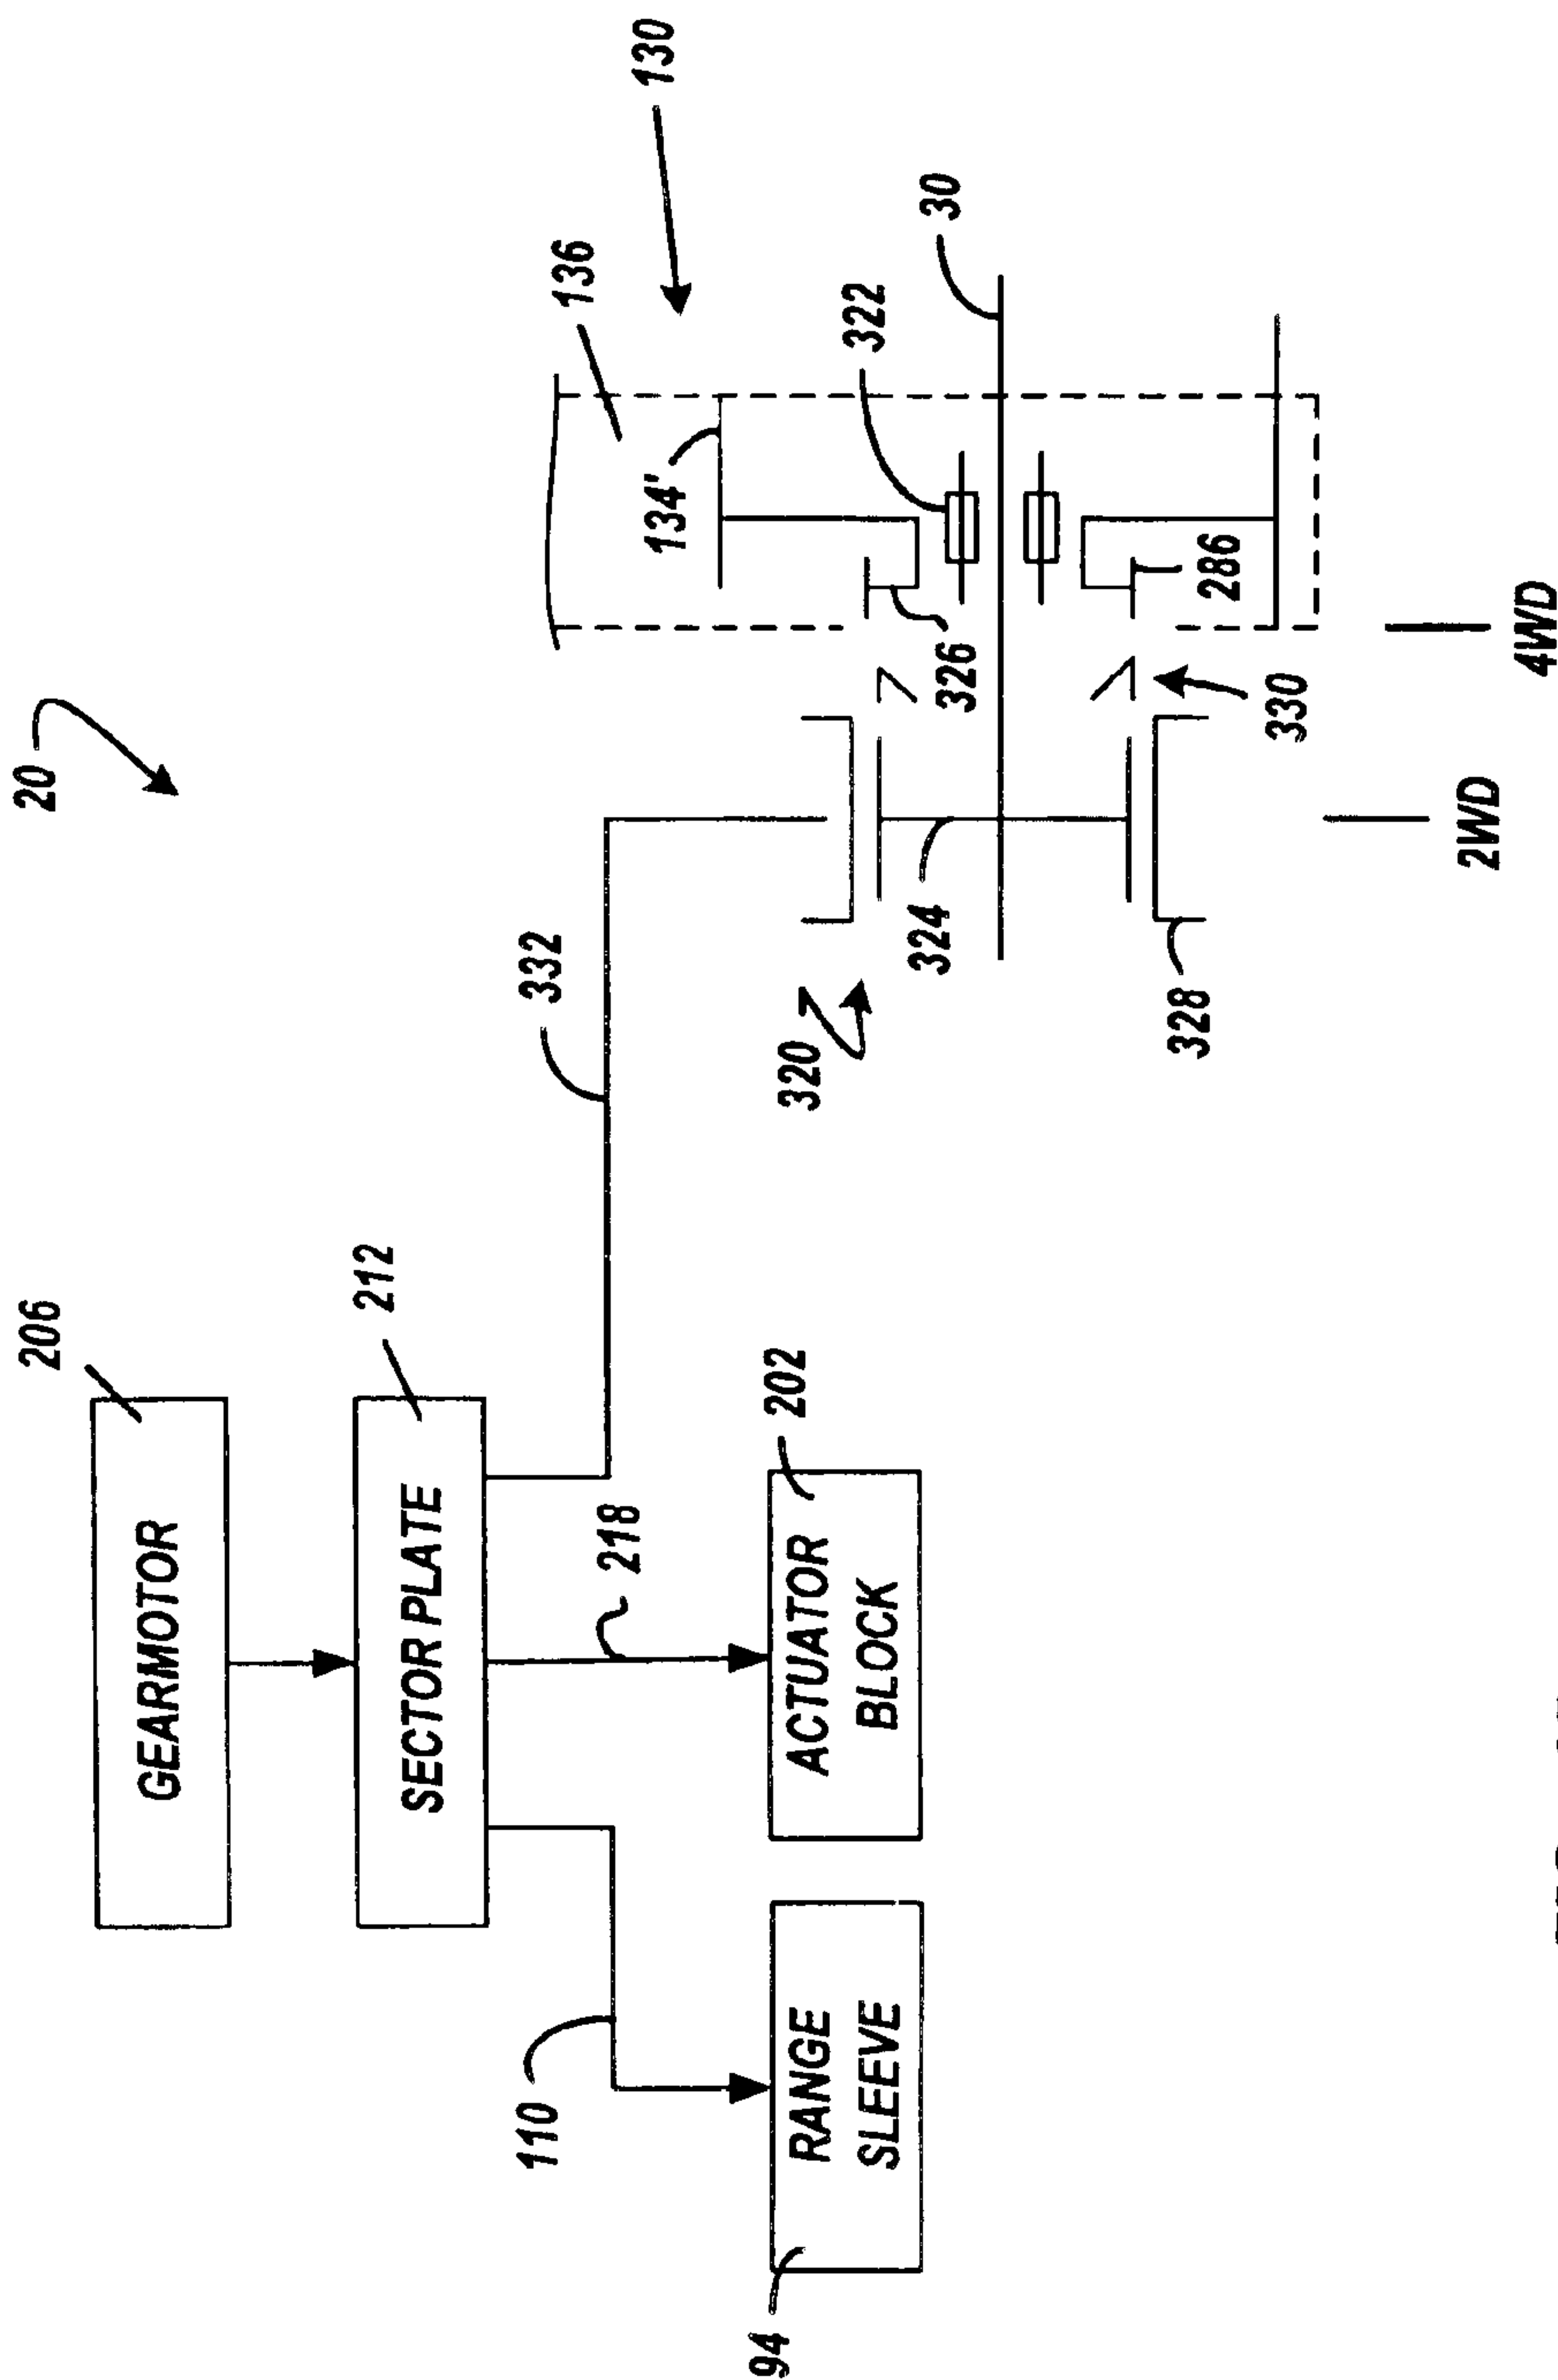 20
206
GEARMOTOR
212
SECTOR PLATE
332
110
218
202
ACTUATOR
BLOCK
94
RANGE
SLEEVE
130
136
134'
322
30
326
286
320
324
328
330
2WD
4WD